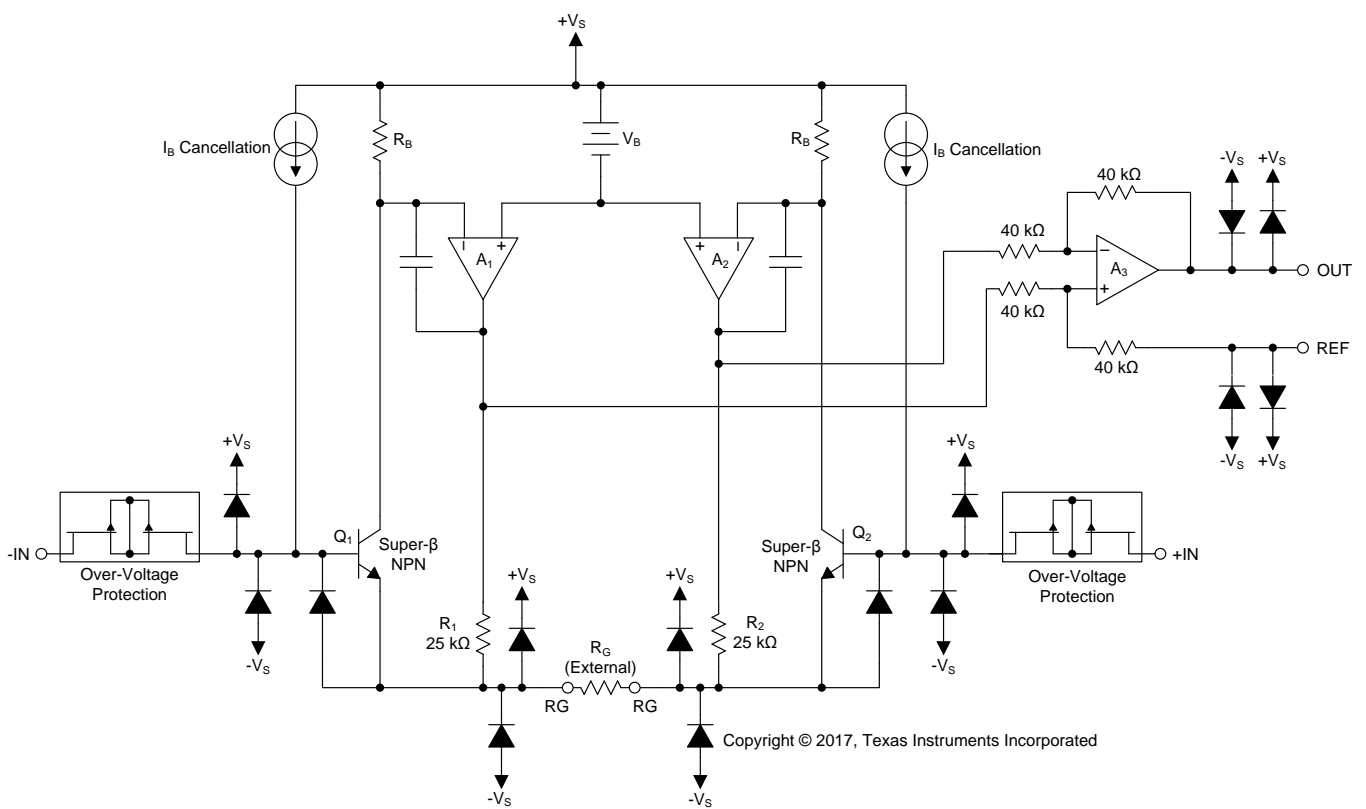 +VS
IB Cancellation
RB
VB
RB
IB Cancellation
-VS
+VS
40 kΩ
40 kΩ
40 kΩ
40 kΩ
−
+
A3
OUT
REF
-VS
+VS
−
+
A1
+
−
A2
+VS
+VS
-IN
Over-Voltage
Protection
Q1
Super-β
NPN
Super-β
NPN
Q2
+IN
Over-Voltage
Protection
-VS
-VS
+VS
+VS
R1
25 kΩ
R2
25 kΩ
RG
(External)
RG
RG
-VS
-VS
Copyright © 2017, Texas Instruments Incorporated